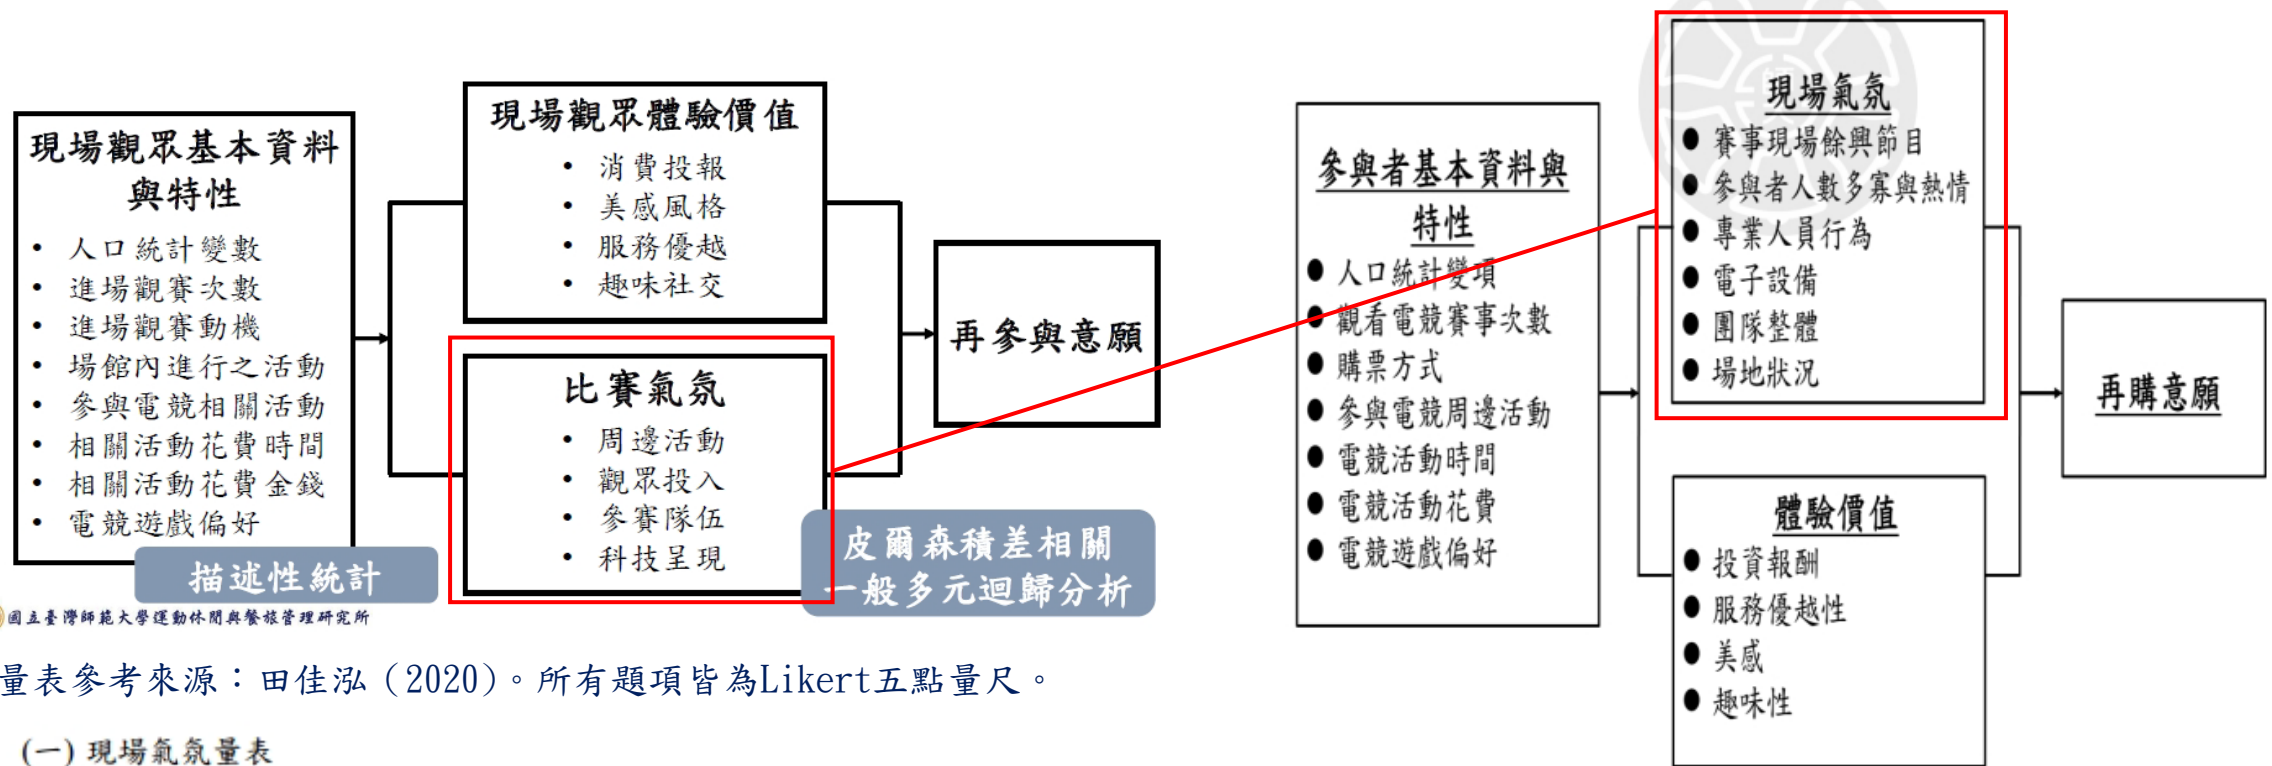 現場觀眾基本資料
與特性
• 人口統計變數
• 進場觀賽次數
• 進場觀賽動機
• 場館內進行之活動
• 參與電競相關活動
• 相關活動花費時間
• 相關活動花費金錢
• 電競遊戲偏好
描述性統計
現場觀眾體驗價值
• 消費投報
• 美感風格
• 服務優越
• 趣味社交
比賽氣氛
• 周邊活動
• 觀眾投入
• 參賽隊伍
• 科技呈現
皮爾森積差相關
一般多元迴歸分析
再參與意願
國立臺灣師範大學運動休閒與餐旅管理研究所
量表參考來源：田佳泓（2020）。所有題項皆為Likert五點量尺。
(一) 現場氣氛量表
參與者基本資料與
特性
● 人口統計變項
● 觀看電競賽事次數
● 購票方式
● 參與電競周邊活動
● 電競活動時間
● 電競活動花費
● 電競遊戲偏好
現場氣氛
● 賽事現場餘興節目
● 參與者人數多寡與熱情
● 專業人員行為
● 電子設備
● 團隊整體
● 場地狀況
體驗價值
● 投資報酬
● 服務優越性
● 美感
● 趣味性
再購意願